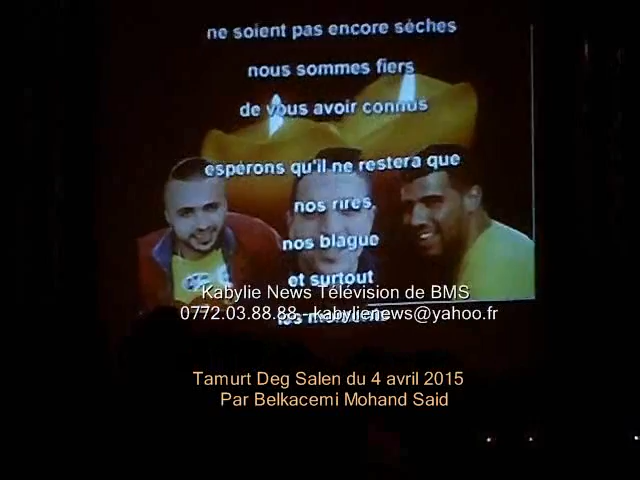 ne soient pas encore sèches
nous sommes fiers
de vous avoir connus
espérons qu'il ne restera que
nos rires,
nos blague
et surtout
Kabylie News Télévision de BMS
0772.03.88.88 - kabylienews@yahoo.fr
les
Tamurt Deg Salen du 4 avril 2015
Par Belkacemi Mohand Said